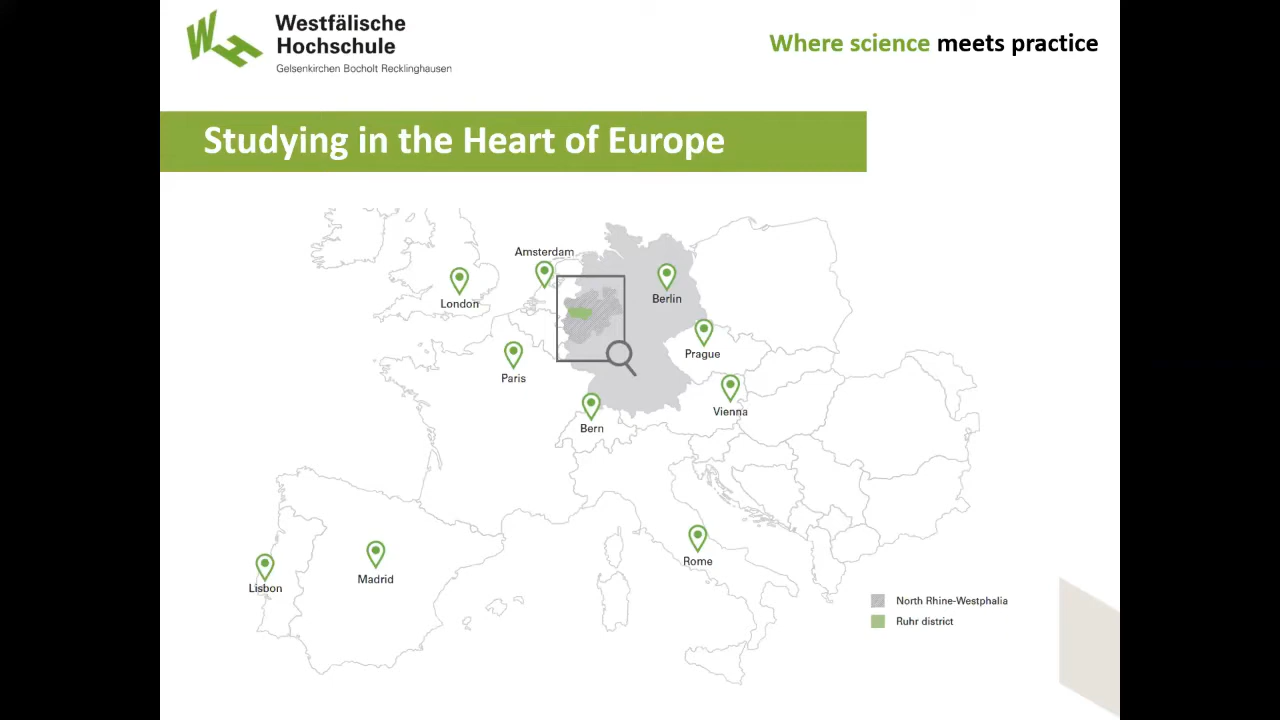 Westfälische
Hochschule
Gelsenkirchen Bocholt Recklinghausen
Where science meets practice
Studying in the Heart of Europe
Amsterdam
London
Berlin
Prague
Paris
Vienna
Bern
Rome
Madrid
Lisbon
North Rhine-Westphalia
Ruhr district